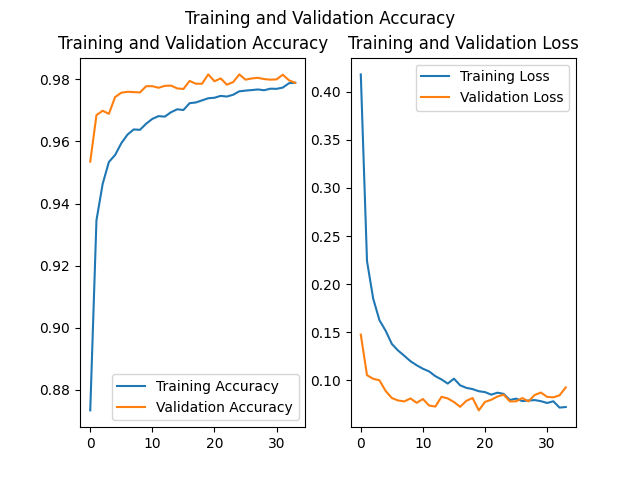 Training and Validation Accuracy
Training and Validation Accuracy
0.98
0.96
0.94
0.92
0.90
0.88
Training Accuracy
Validation Accuracy
0 10 20 30
Training and Validation Loss
Training Loss
Validation Loss
0.40
0.35
0.30
0.25
0.20
0.15
0.10
0 10 20 30